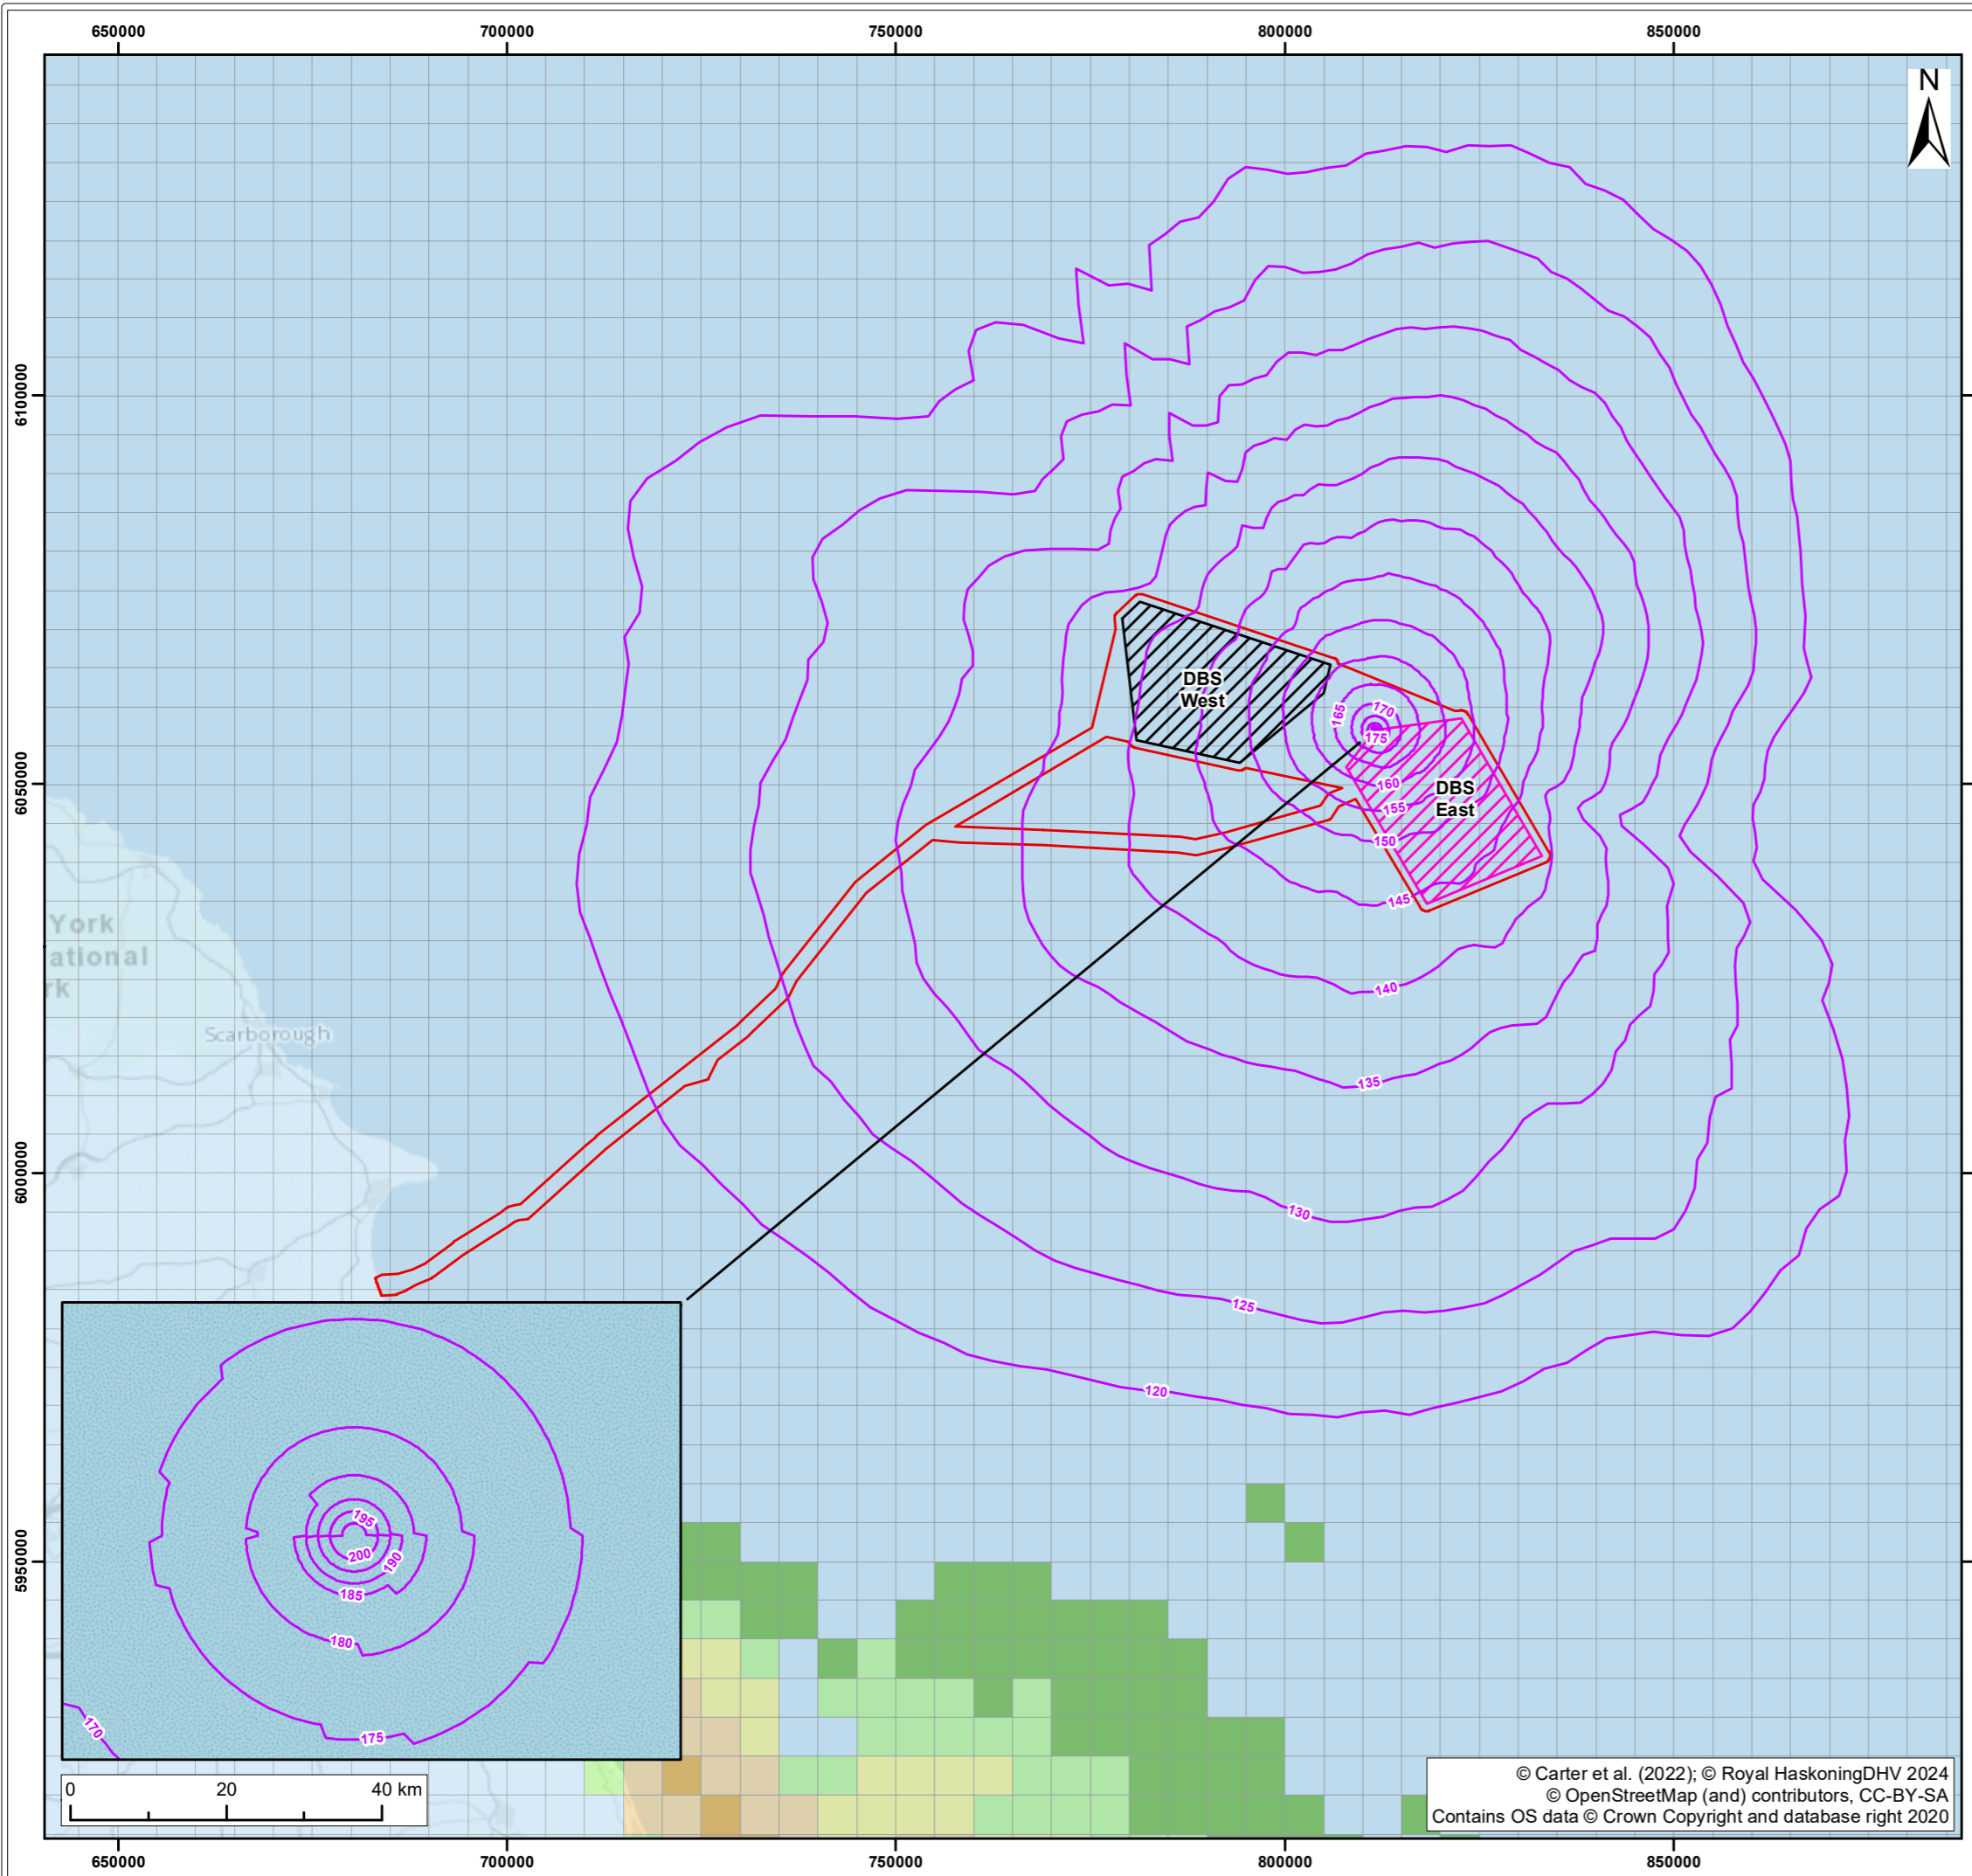 650000 700000 750000 800000 850000
N
6100000
6050000
6000000
5950000
DBS
West
DBS
East
165
170
175
160
155
150
145
140
135
130
125
120
York
ational
rk
Scarborough
195
200
190
185
180
175
170
0 20 40 km
© Carter et al. (2022); © Royal HaskoningDHV 2024
© OpenStreetMap (and) contributors, CC-BY-SA
Contains OS data © Crown Copyright and database right 2020
650000 700000 750000 800000 850000